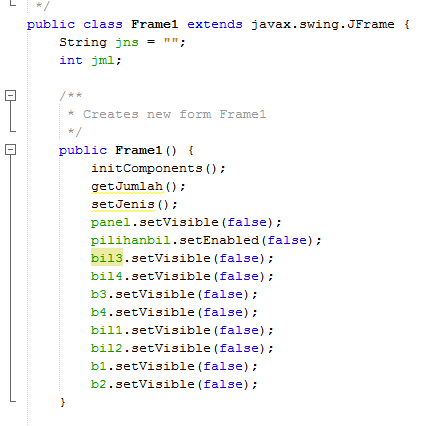 */
public class Frame1 extends javax.swing.JFrame {
String jns = "";
int jml;
/**
* Creates new form Frame1
*/
public Frame1() {
initComponents();
getJumlah();
setJenis();
panel.setVisible(false);
pilihanbil.setEnabled(false);
bil3.setVisible(false);
bil4.setVisible(false);
b3.setVisible(false);
b4.setVisible(false);
bil1.setVisible(false);
bil2.setVisible(false);
b1.setVisible(false);
b2.setVisible(false);
}